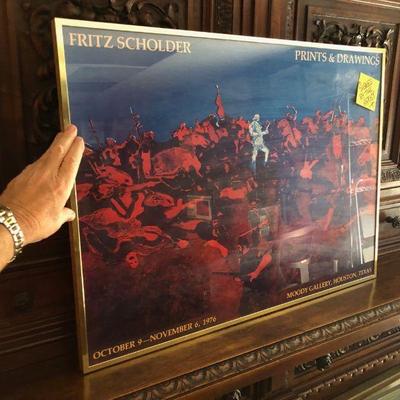 FRITZ SCHOLDER
PRINTS & DRAWINGS
OCTOBER 9—NOVEMBER 6, 1976
MOODY GALLERY, HOUSTON, TEXAS